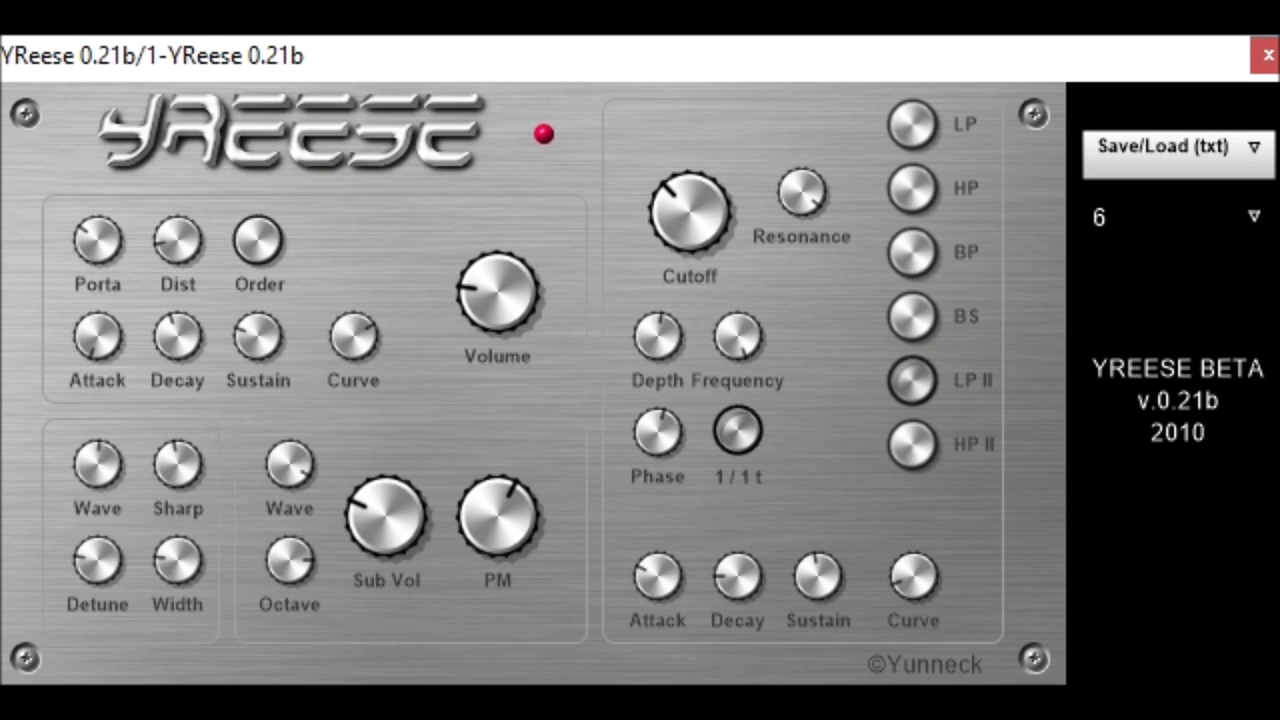 YReese 0.21b/1-YReese 0.21b
x
YREESE
LP
Save/Load (txt)
HP
6
Resonance
BP
Cutoff
Porta Dist Order
BS
Volume
YREESE BETA
v.0.21b
2010
Attack Decay Sustain Curve
Depth Frequency
LP II
HP II
Phase 1/1 t
Wave Sharp
Wave
Sub Vol PM
Detune Width
Octave
Attack Decay Sustain Curve
©Yunneck